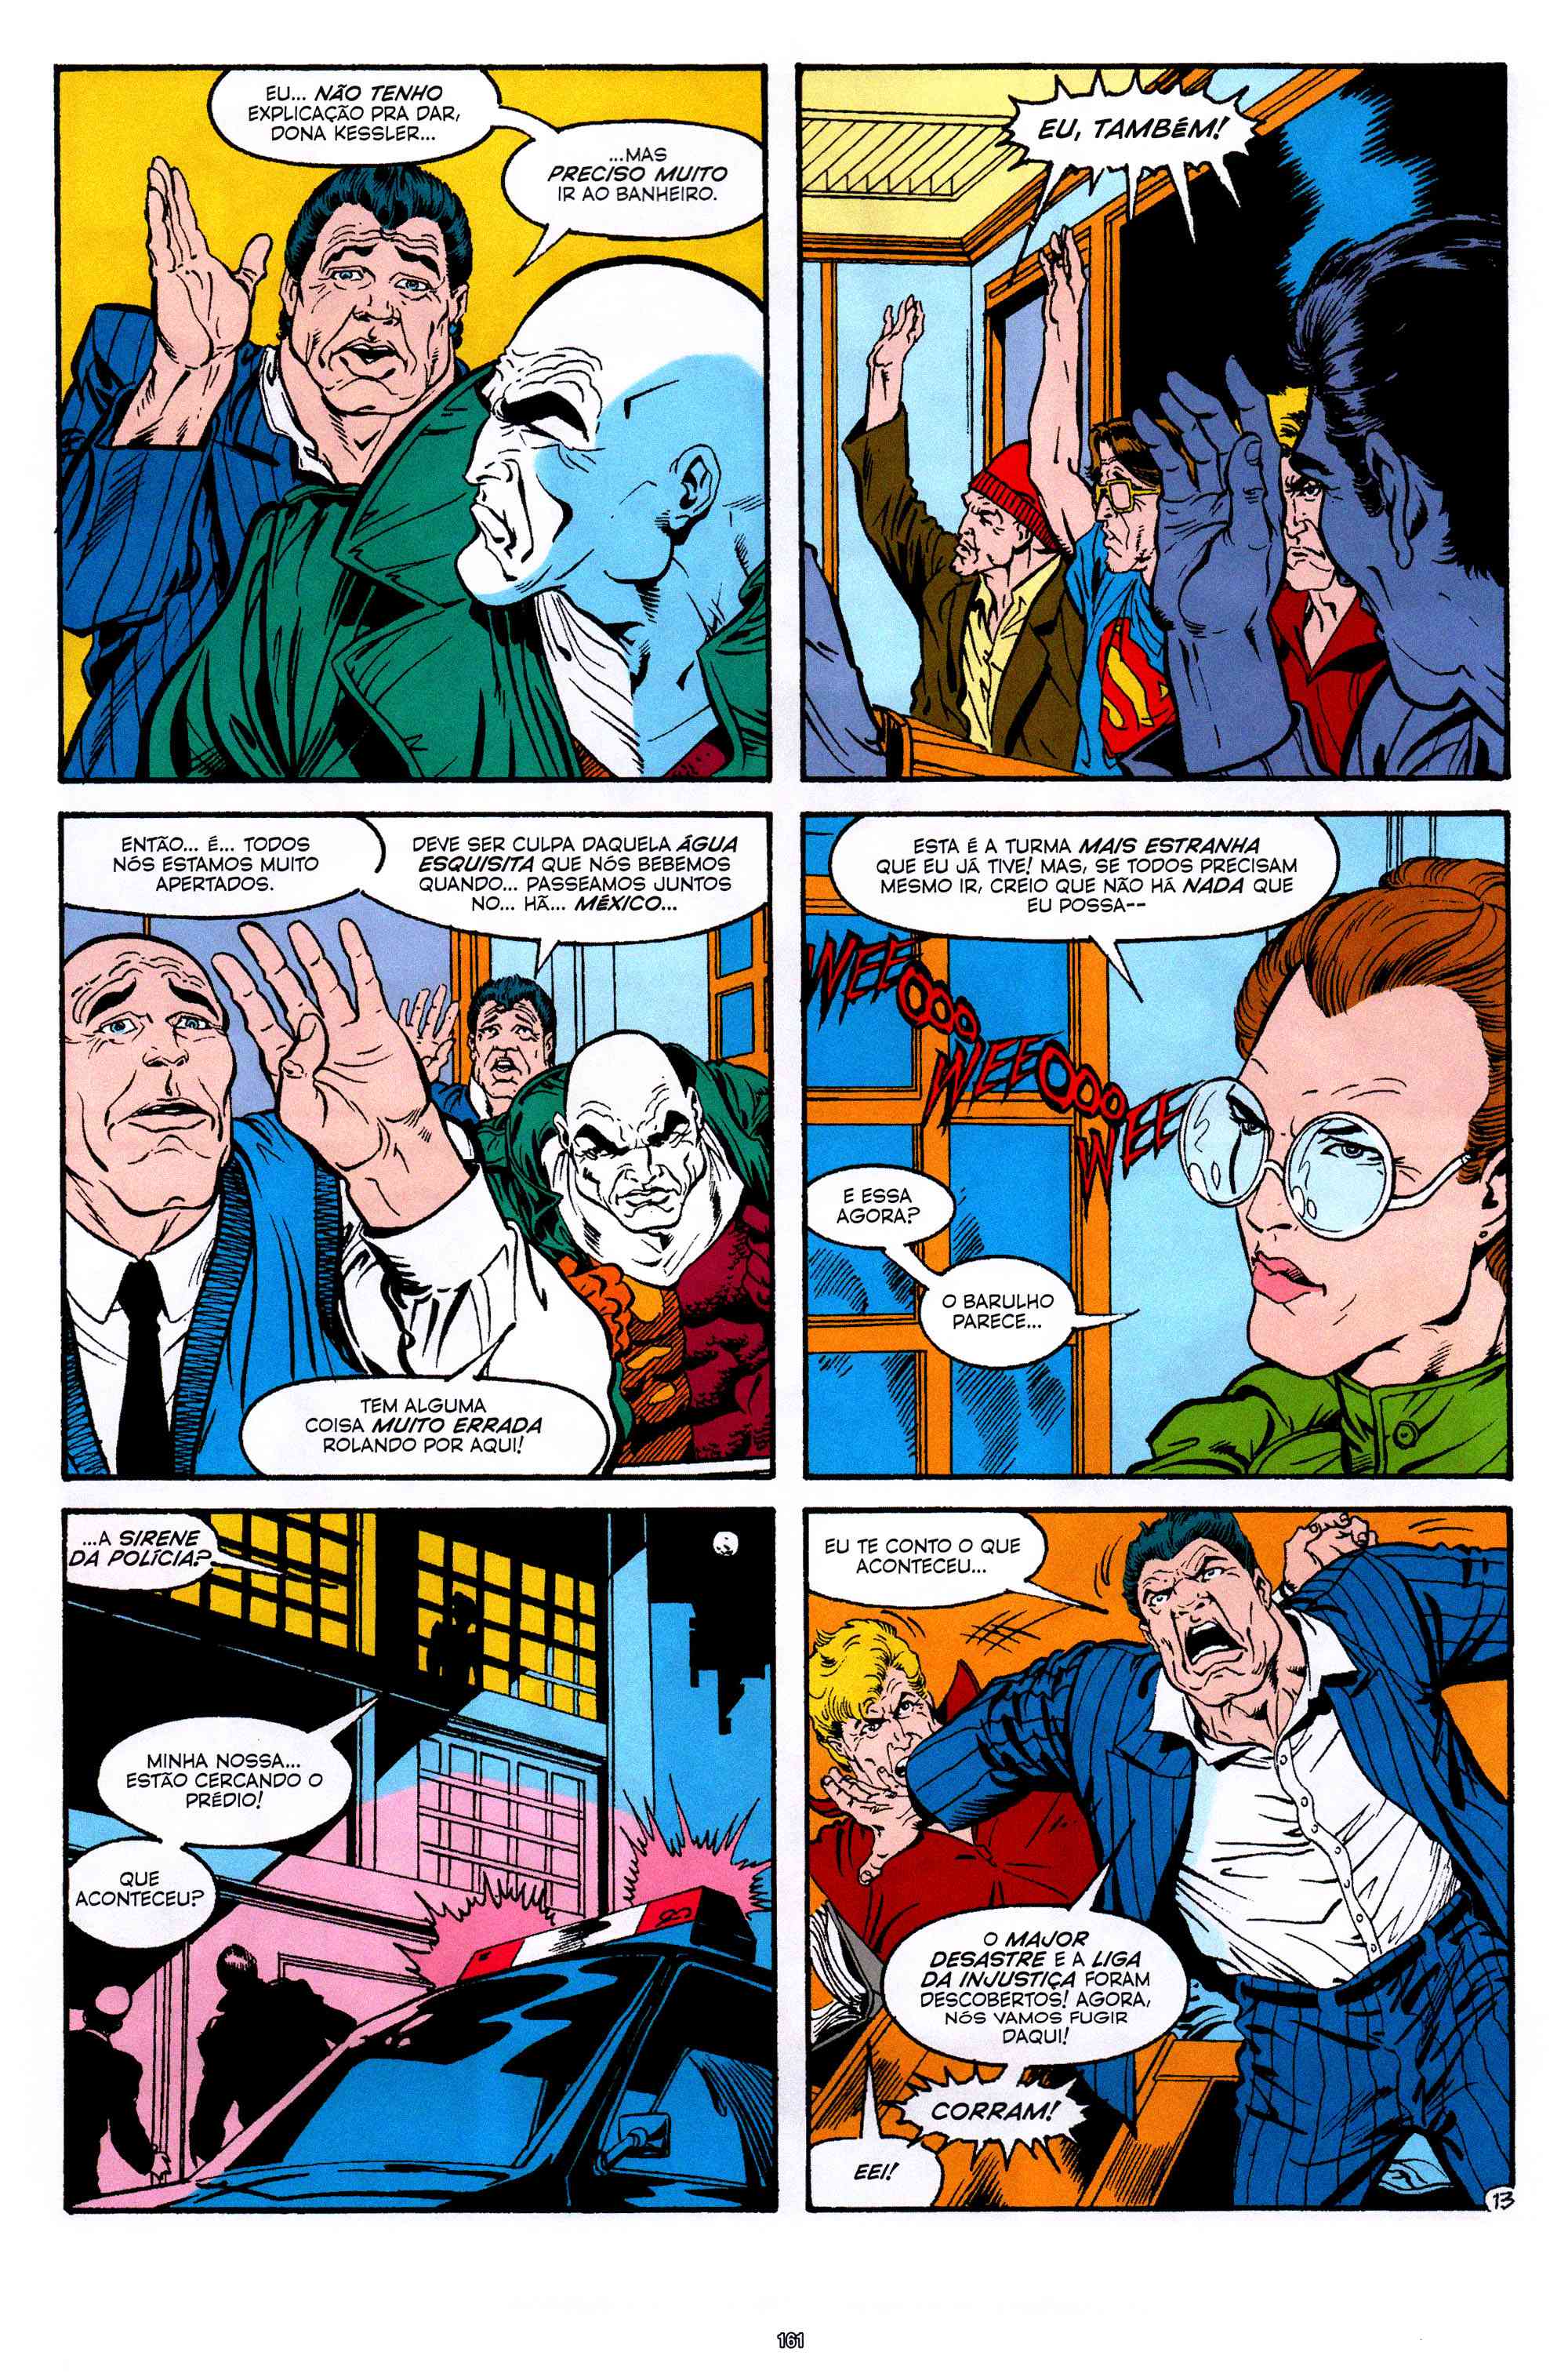 EU... NÃO TENHO
EXPLICAÇÃO PRA DAR,
DONA KESSLER...
...MAS
PRECISO MUITO
IR AO BANHEIRO.
EU, TAMBÉM!
ENTÃO... É... TODOS
NÓS ESTAMOS MUITO
APERTADOS.
DEVE SER CULPA DAQUELA ÁGUA
ESQUISITA QUE NÓS BEBEMOS
QUANDO... PASSEAMOS JUNTOS
NO... HÃ... MÉXICO...
TEM ALGUMA
COISA MUITO ERRADA
ROLANDO POR AQUI!
ESTA É A TURMA MAIS ESTRANHA
QUE EU JÁ TIVE! MAS, SE TODOS PRECISAM
MESMO IR, CREIO QUE NÃO HÁ NADA QUE
EU POSSA--
WEEOOOWEEOOOWEE
E ESSA
AGORA?
O BARULHO
PARECE...
...A SIRENE
DA POLÍCIA?
MINHA NOSSA...
ESTÃO CERCANDO O
PRÉDIO!
QUE
ACONTECEU?
EU TE CONTO O QUE
ACONTECEU...
O MAJOR
DESASTRE E A LIGA
DA INJUSTIÇA FORAM
DESCOBERTOS! AGORA,
NÓS VAMOS FUGIR
DAQUI!
CORRAM!
EEI!
13
161